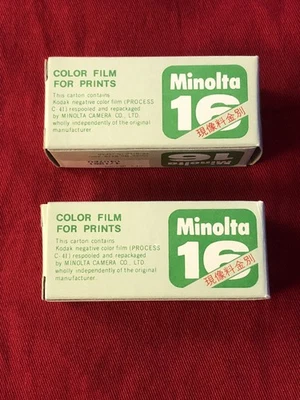 COLOR FILM
FOR PRINTS
This carton contains
Kodak negative color film (PROCESS
C-41) respooled and repackaged
by MINOLTA CAMERA CO., LTD.
wholly independently of the original
manufacturer.
Minolta
16
現像料金別
Minolta
16
COLOR FILM
FOR PRINTS
This carton contains
Kodak negative color film (PROCESS
C-41) respooled and repackaged
by MINOLTA CAMERA CO., LTD.
wholly independently of the original
manufacturer.
Minolta
16
現像料金別